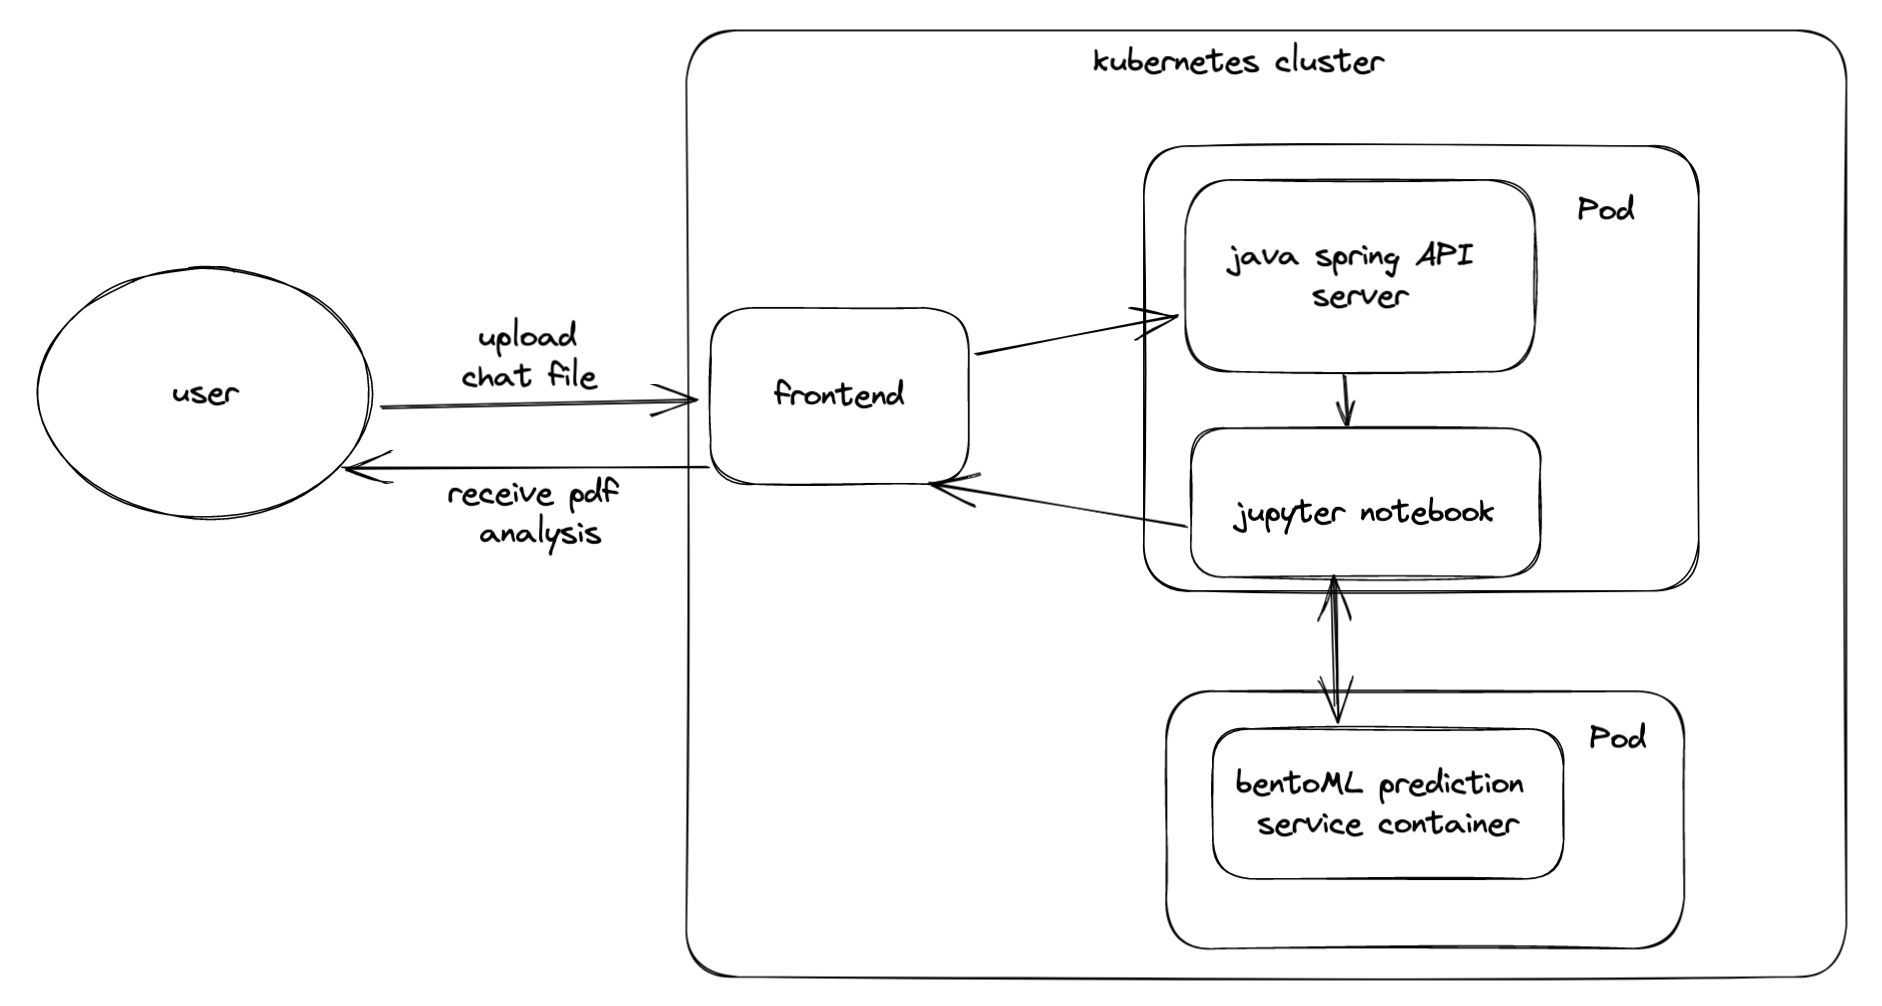 kubernetes cluster
Pod
java spring API
server
upload
chat file
user
frontend
receive pdf
analysis
jupyter notebook
Pod
bentoML prediction
service container